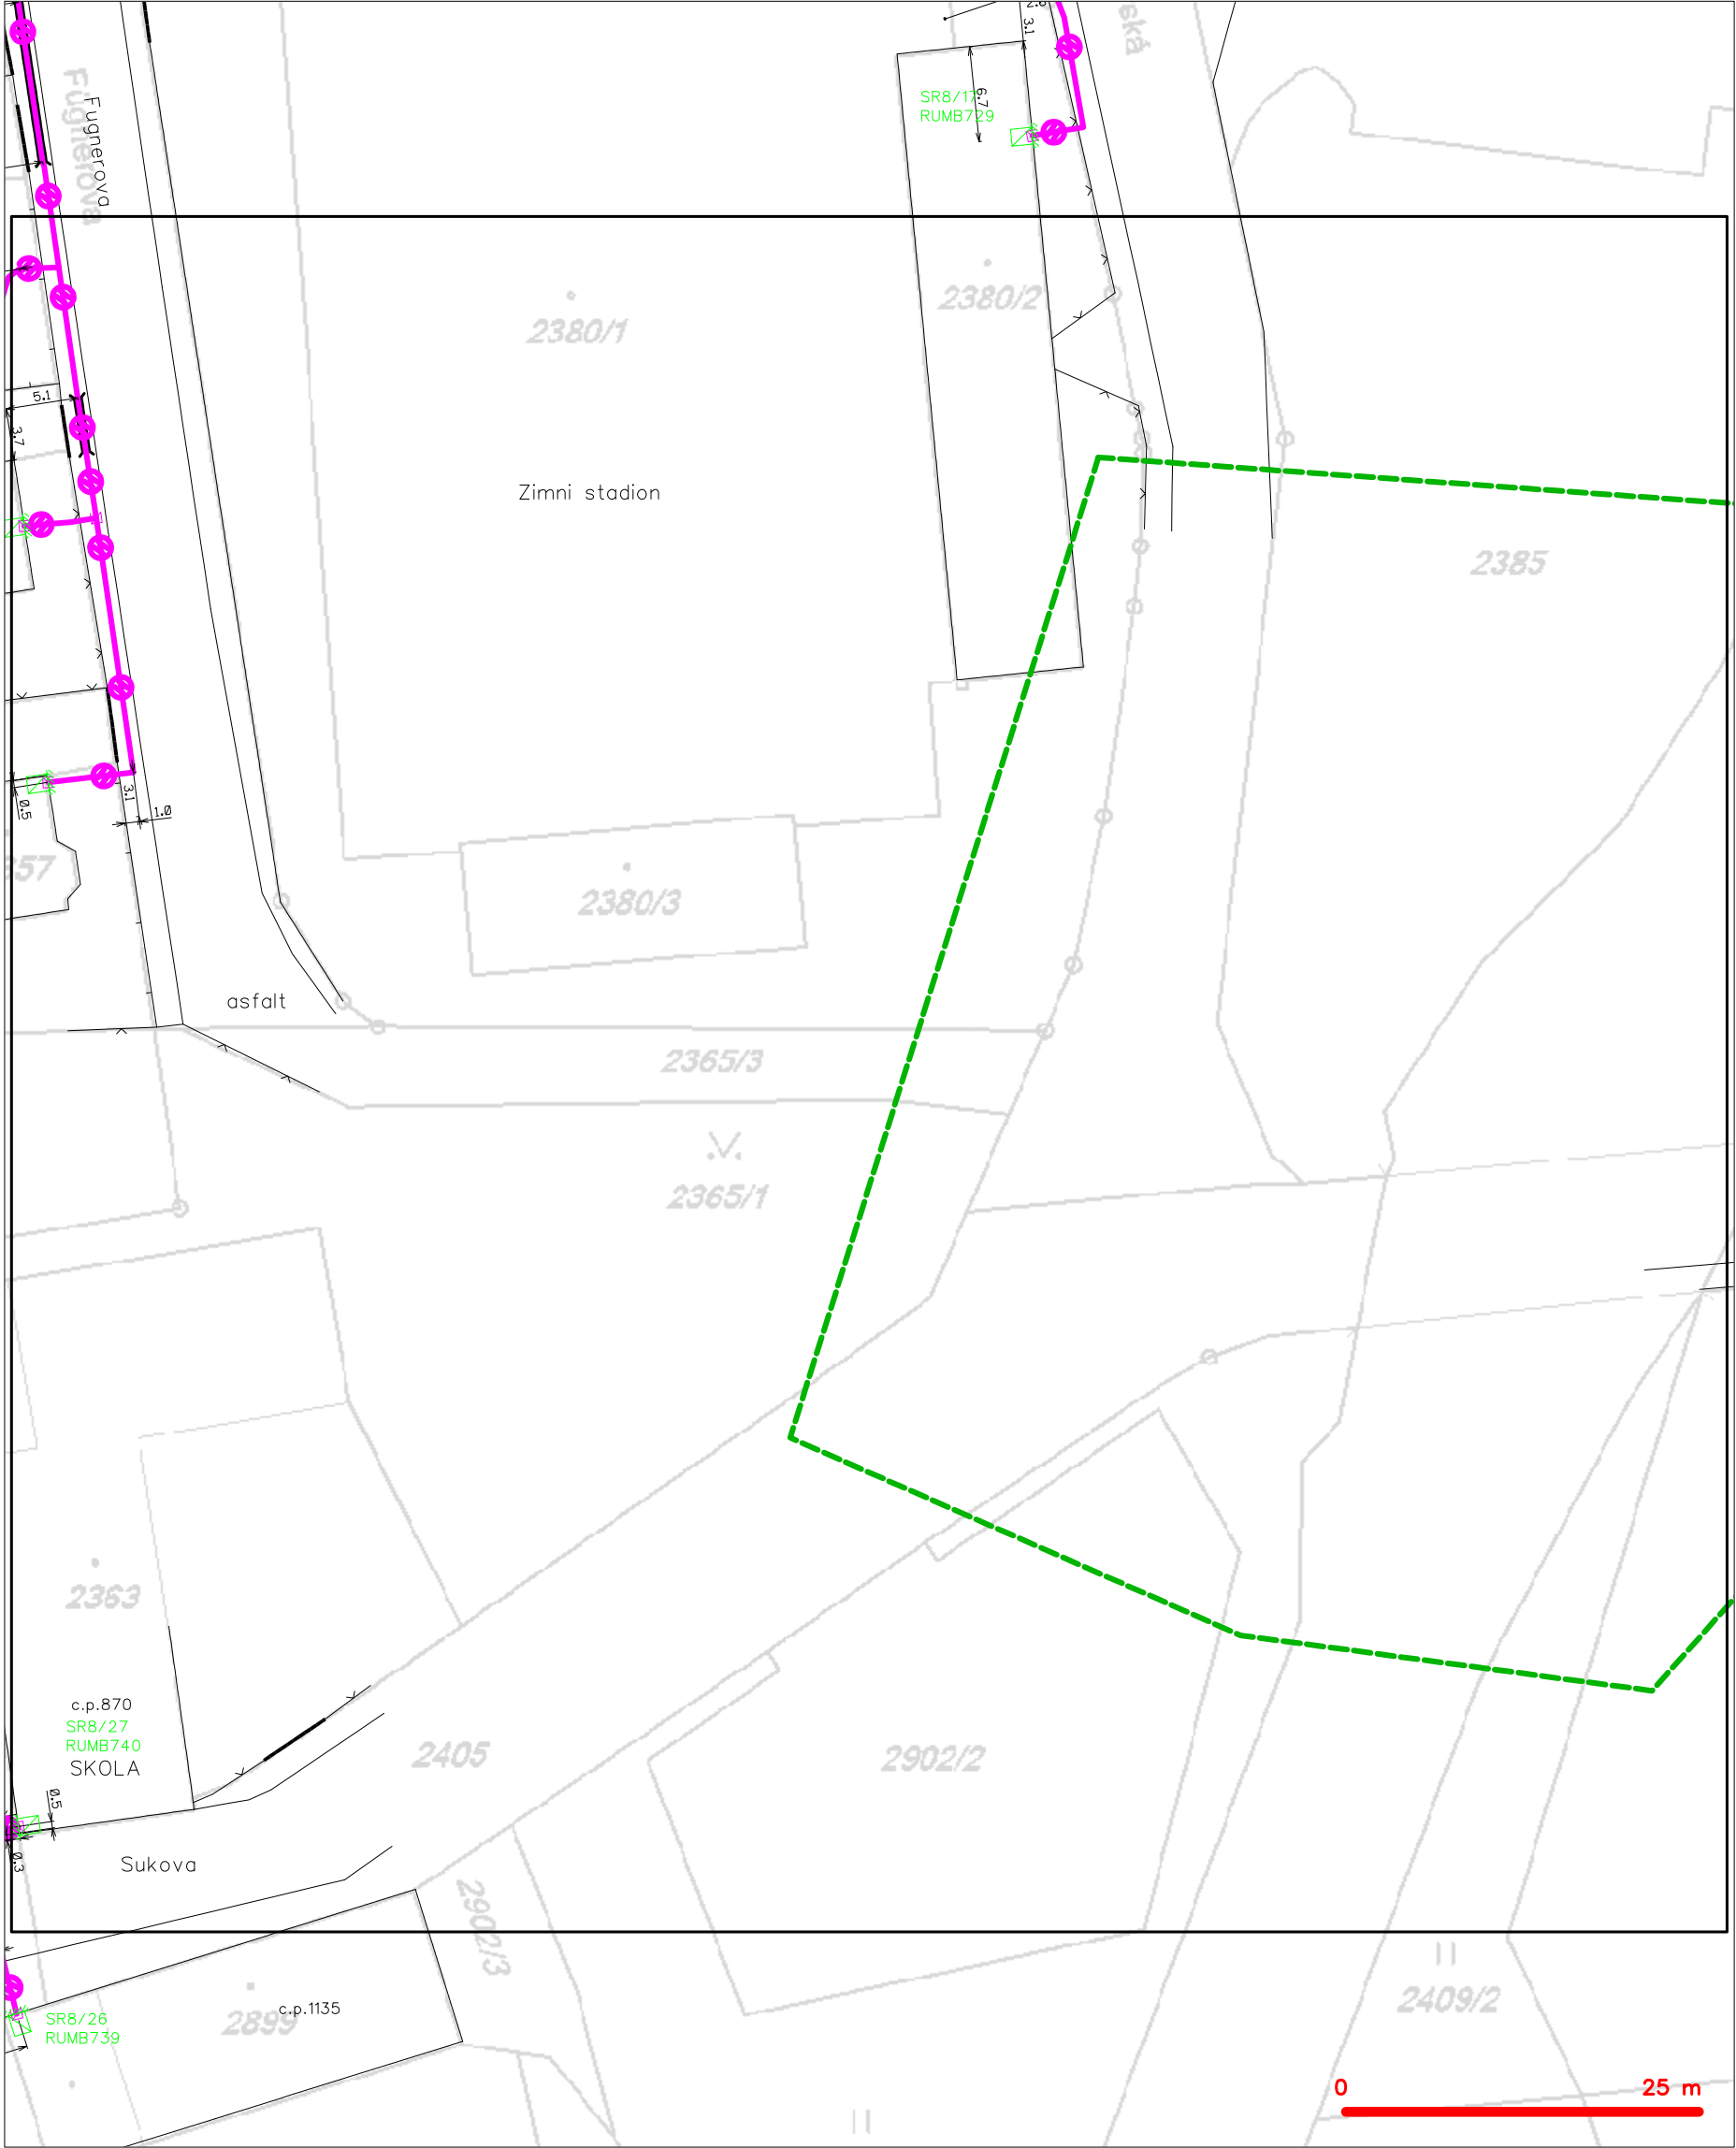 2.6
3.1
ská
Fügnerova
Fugnerova
SR8/17
RUMB729
6.7
2380/1
2380/2
5.1
3.7
Zimni stadion
2385
3.1
1.0
0.5
2380/3
asfalt
2365/3
2365/1
2363
c.p.870
SR8/27
RUMB740
SKOLA
2405
2902/2
0.5
0.3
Sukova
2902/3
2409/2
c.p.1135
2899
SR8/26
RUMB739
0
25 m